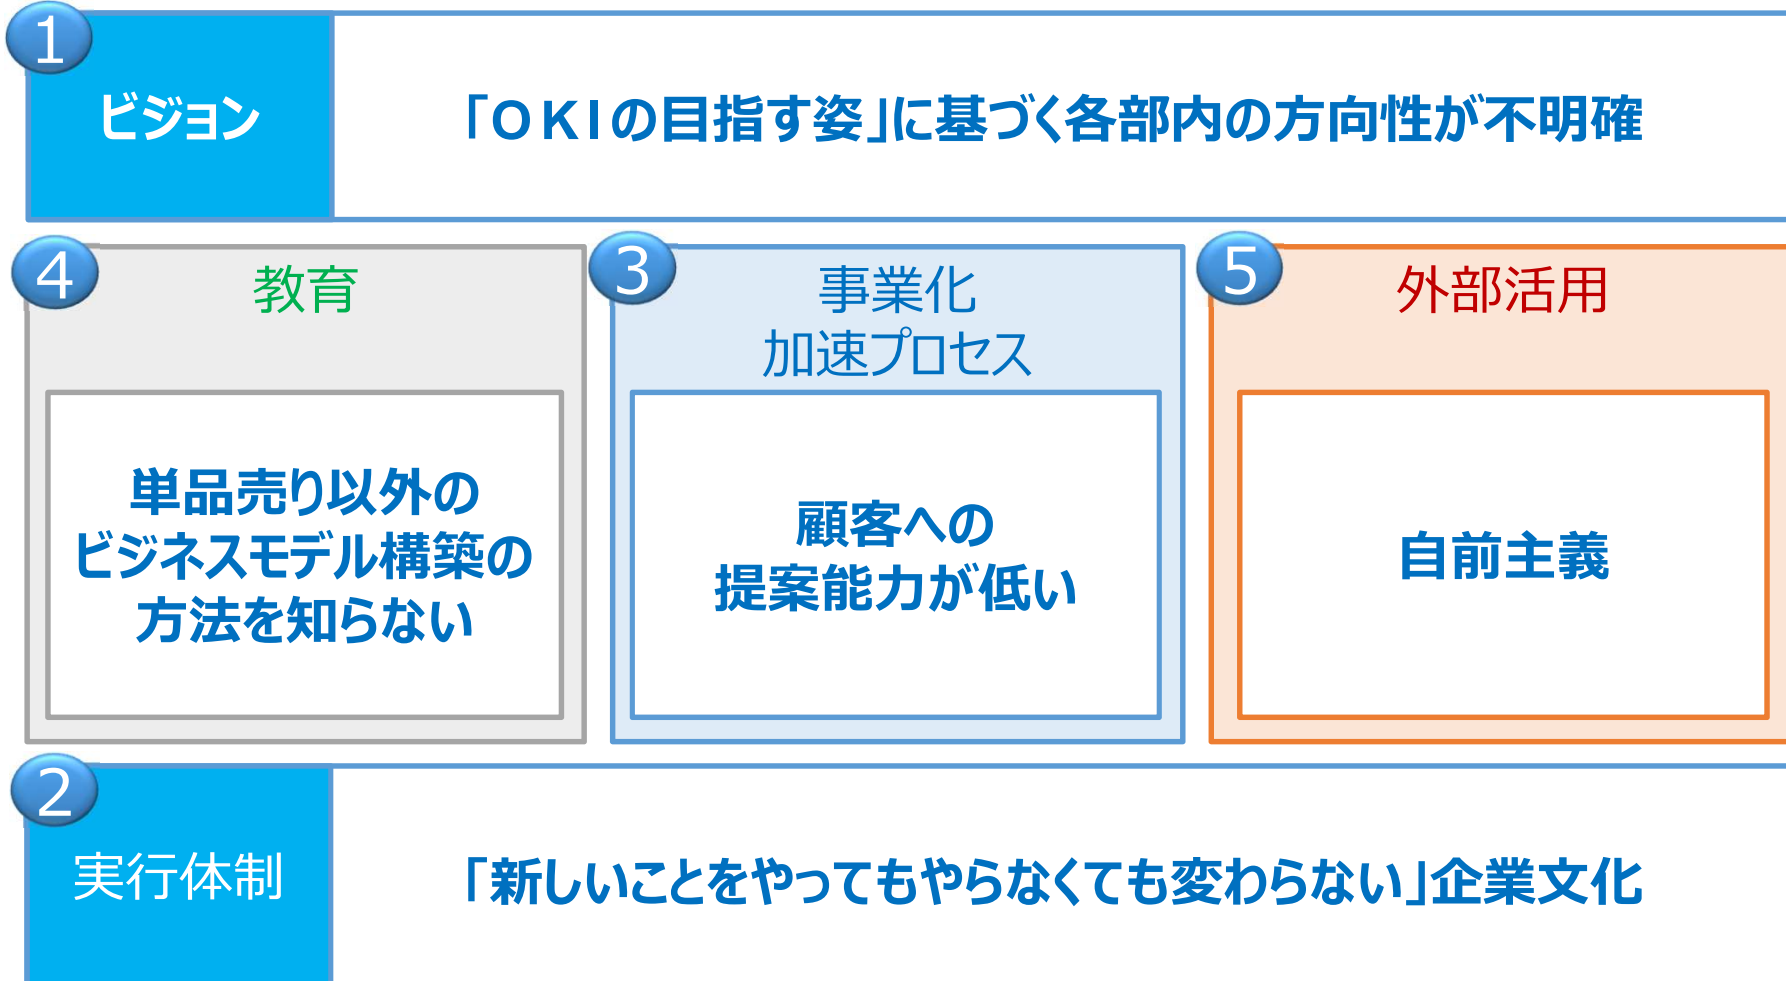 1
ビジョン
「ＯＫＩの目指す姿」に基づく各部内の方向性が不明確
4
教育
単品売り以外の
ビジネスモデル構築の
方法を知らない
3
事業化
加速プロセス
顧客への
提案能力が低い
5
外部活用
自前主義
2
実行体制
「新しいことをやってもやらなくても変わらない」企業文化